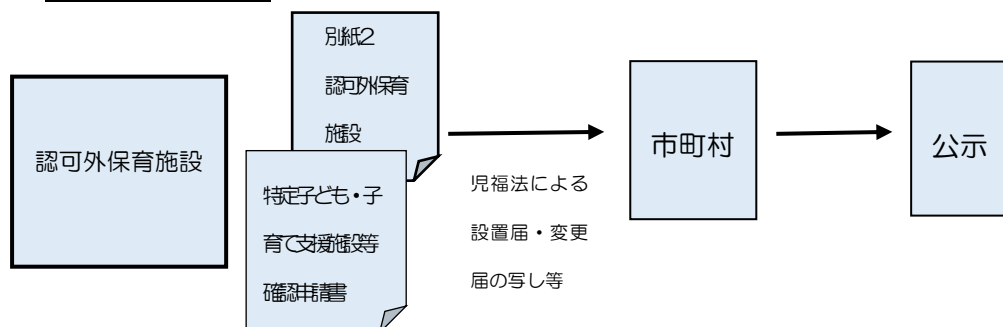 認可外保育施設
別紙2
認可外保育
施設
特定子ども・子
育て支援施設等
確認申請書
児福法による
設置届・変更
届の写し等
市町村
公示